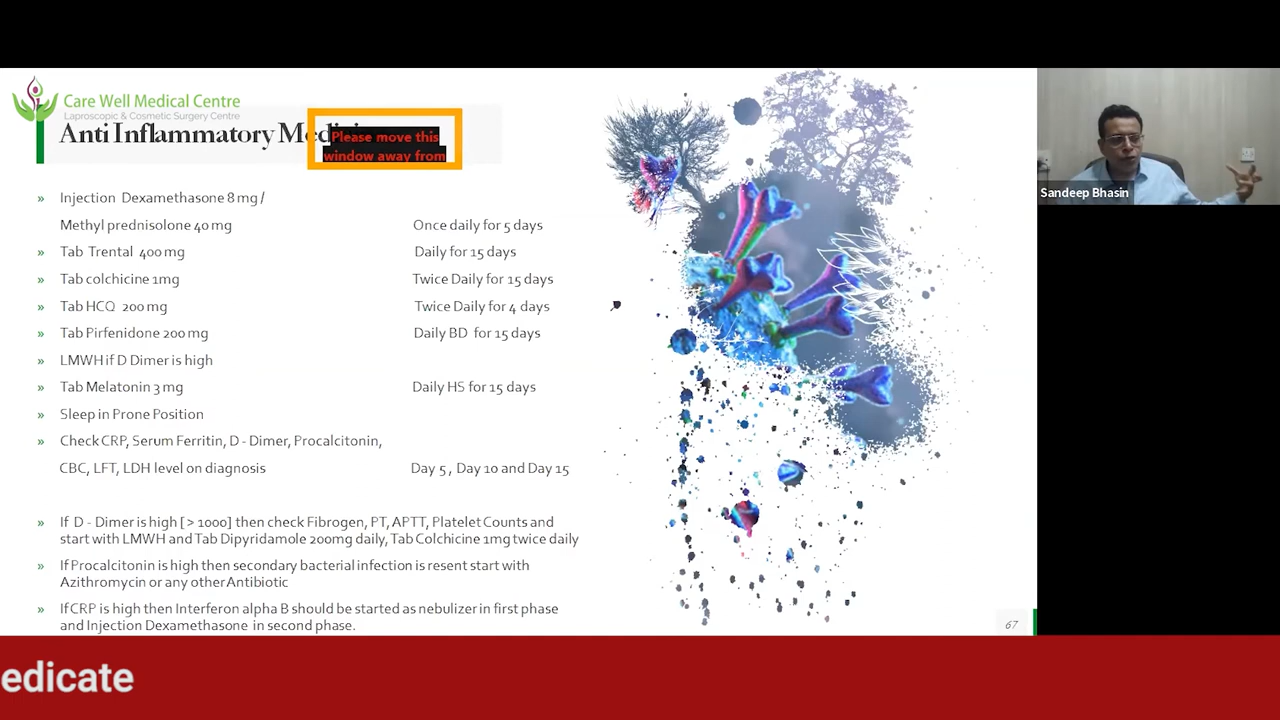 Care Well Medical Centre
Laproscopic & Cosmetic Surgery Centre
Anti Inflammatory
Please move this
window away from
» Injection Dexamethasone 8 mg /
Methyl prednisolone 40 mg Once daily for 5 days
» Tab Trental 400 mg Daily for 15 days
» Tab colchicine 1mg Twice Daily for 15 days
» Tab HCQ 200 mg Twice Daily for 4 days
» Tab Pirfenidone 200 mg Daily BD for 15 days
» LMWH if D Dimer is high
» Tab Melatonin 3 mg Daily HS for 15 days
» Sleep in Prone Position
» Check CRP, Serum Ferritin, D - Dimer, Procalcitonin,
CBC, LFT, LDH level on diagnosis Day 5 , Day 10 and Day 15
» If D - Dimer is high [ > 1000] then check Fibrogen, PT, APTT, Platelet Counts and
start with LMWH and Tab Dipyridamole 200mg daily, Tab Colchicine 1mg twice daily
» If Procalcitonin is high then secondary bacterial infection is resent start with
Azithromycin or any other Antibiotic
» If CRP is high then Interferon alpha B should be started as nebulizer in first phase
and Injection Dexamethasone in second phase.
67
Sandeep Bhasin
edicate